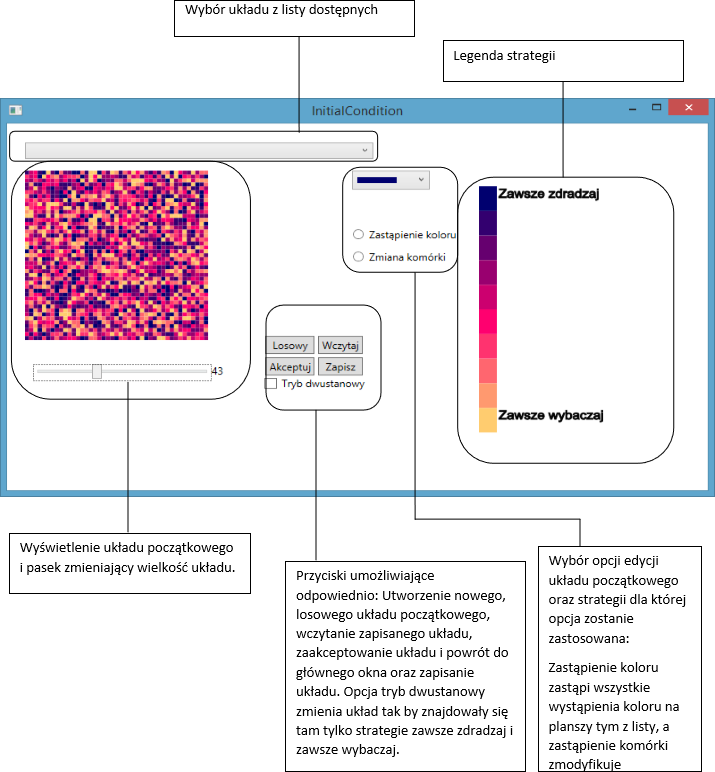 Wybór układu z listy dostępnych
Legenda strategii
InitialCondition
Zawsze zdradzaj
Zastąpienie koloru
Zmiana komórki
Losowy
Wczytaj
Akceptuj
Zapisz
43
Tryb dwustanowy
Zawsze wybaczaj
Wyświetlenie układu początkowego
i pasek zmieniający wielkość układu.
Przyciski umożliwiające
odpowiednio: Utworzenie nowego,
losowego układu początkowego,
wczytanie zapisanego układu,
zaakceptowanie układu i powrót do
głównego okna oraz zapisanie
układu. Opcja tryb dwustanowy
zmienia układ tak by znajdowały się
tam tylko strategie zawsze zdradzaj i
zawsze wybaczaj.
Wybór opcji edycji
układu początkowego
oraz strategii dla której
opcja zostanie
zastosowana:
Zastąpienie koloru
zastąpi wszystkie
wystąpienia koloru na
planszy tym z listy, a
zastąpienie komórki
zmodyfikuje